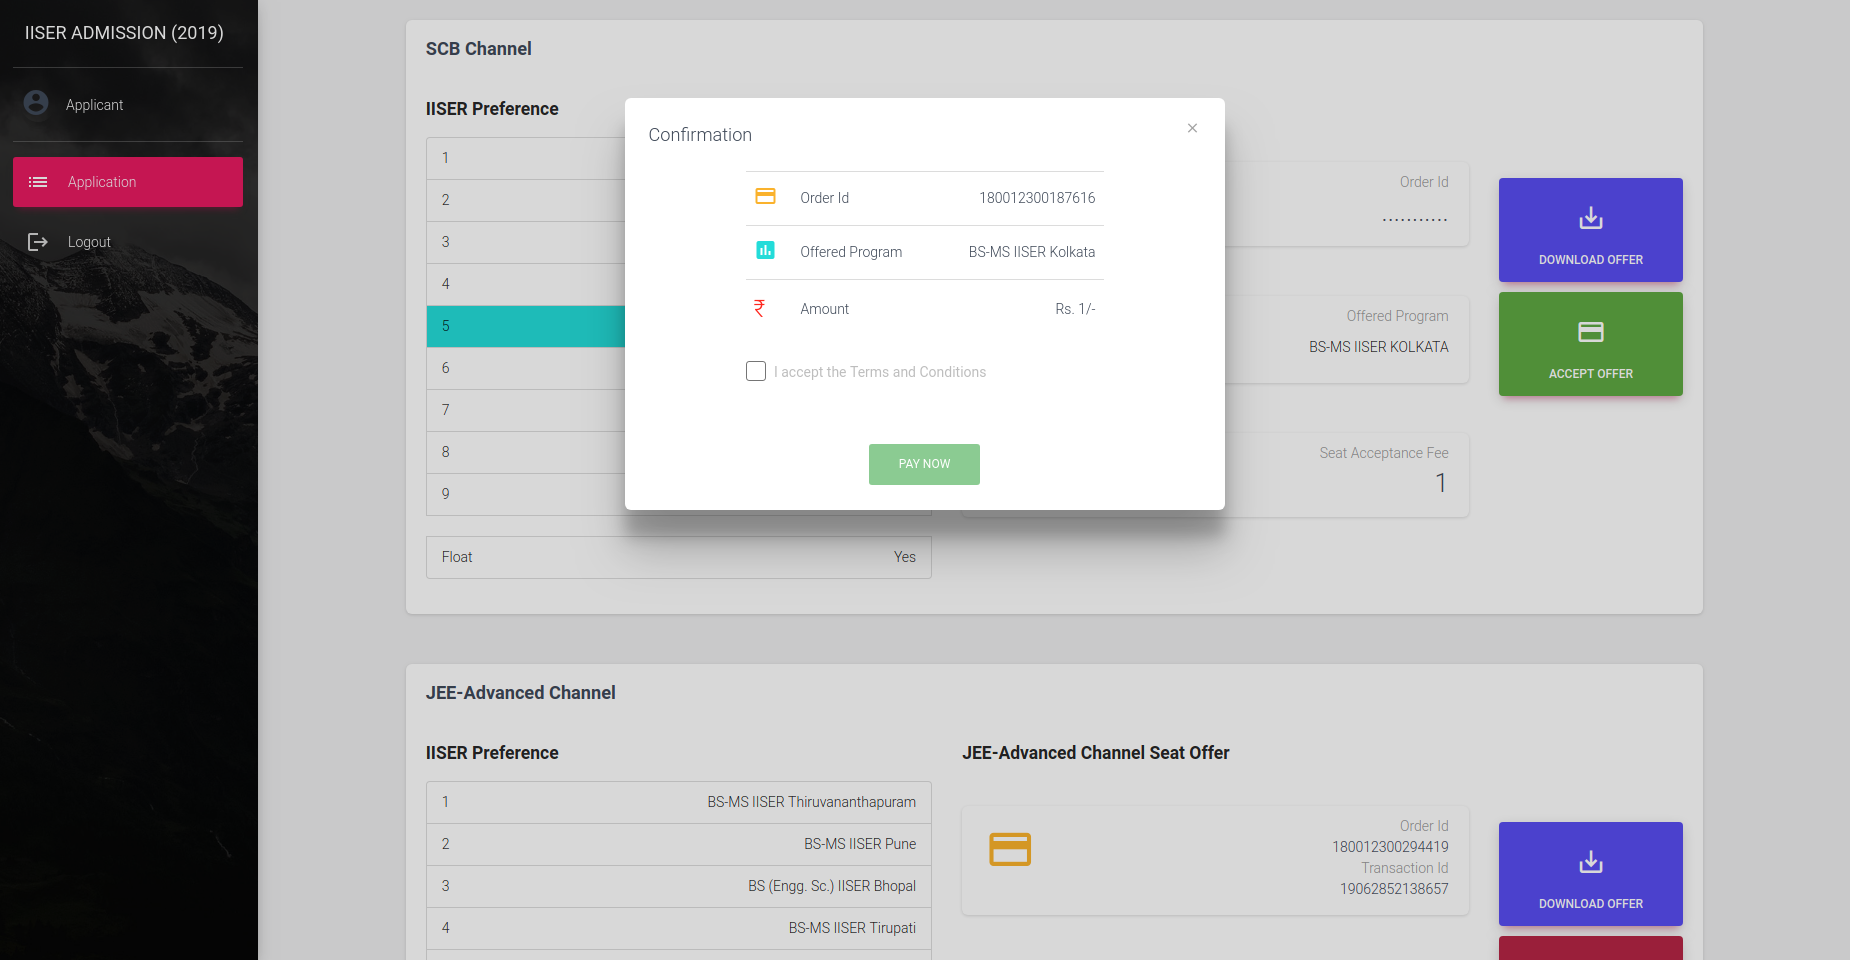 IISER ADMISSION (2019)
Applicant
Application
Logout
SCB Channel
IISER Preference
1
2
3
4
5
6
7
8
9
Float Yes
Confirmation
×
Order Id 180012300187616
Offered Program BS-MS IISER Kolkata
₹ Amount Rs. 1/-
I accept the Terms and Conditions
PAY NOW
Order Id
...........
Offered Program
BS-MS IISER KOLKATA
Seat Acceptance Fee
1
DOWNLOAD OFFER
ACCEPT OFFER
JEE-Advanced Channel
IISER Preference
1 BS-MS IISER Thiruvananthapuram
2 BS-MS IISER Pune
3 BS (Engg. Sc.) IISER Bhopal
4 BS-MS IISER Tirupati
JEE-Advanced Channel Seat Offer
Order Id
180012300294419
Transaction Id
19062852138657
DOWNLOAD OFFER